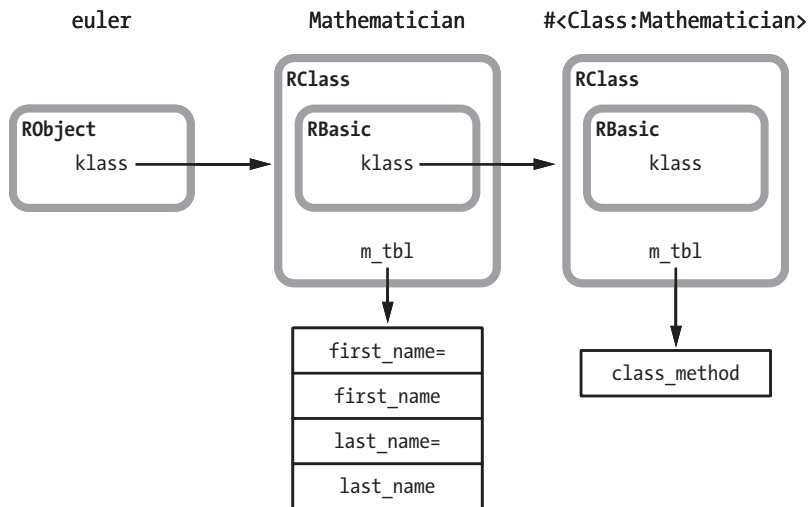 euler
Mathematician
#<Class:Mathematician>
RObject
klass
RClass
RBasic
klass
m_tbl
first_name=
first_name
last_name=
last_name
RClass
RBasic
klass
m_tbl
class_method